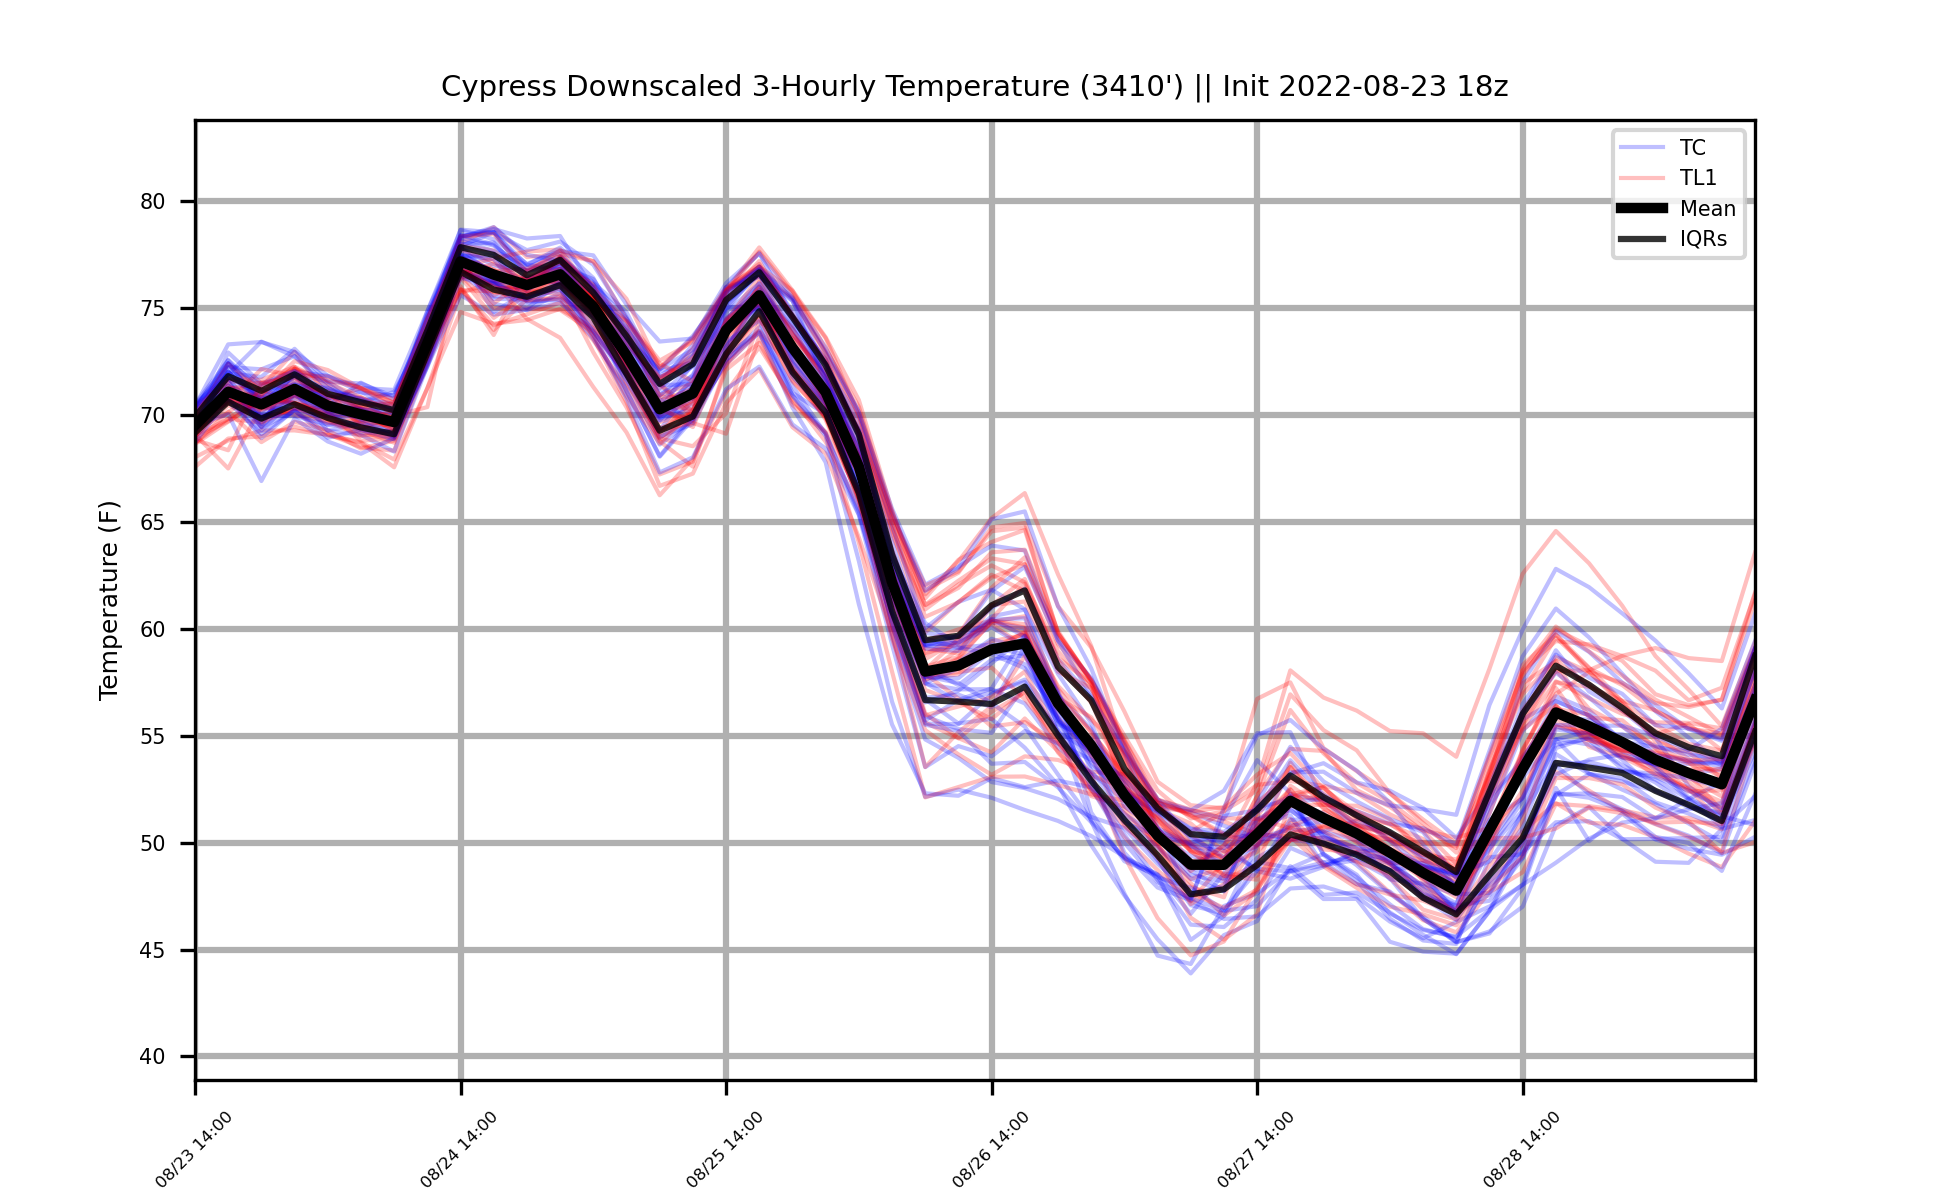 Cypress Downscaled 3-Hourly Temperature (3410') || Init 2022-08-23 18z
TC
TL1
Mean
IQRs
Temperature (F)
80
75
70
65
60
55
50
45
40
08/23 14:00
08/24 14:00
08/25 14:00
08/26 14:00
08/27 14:00
08/28 14:00